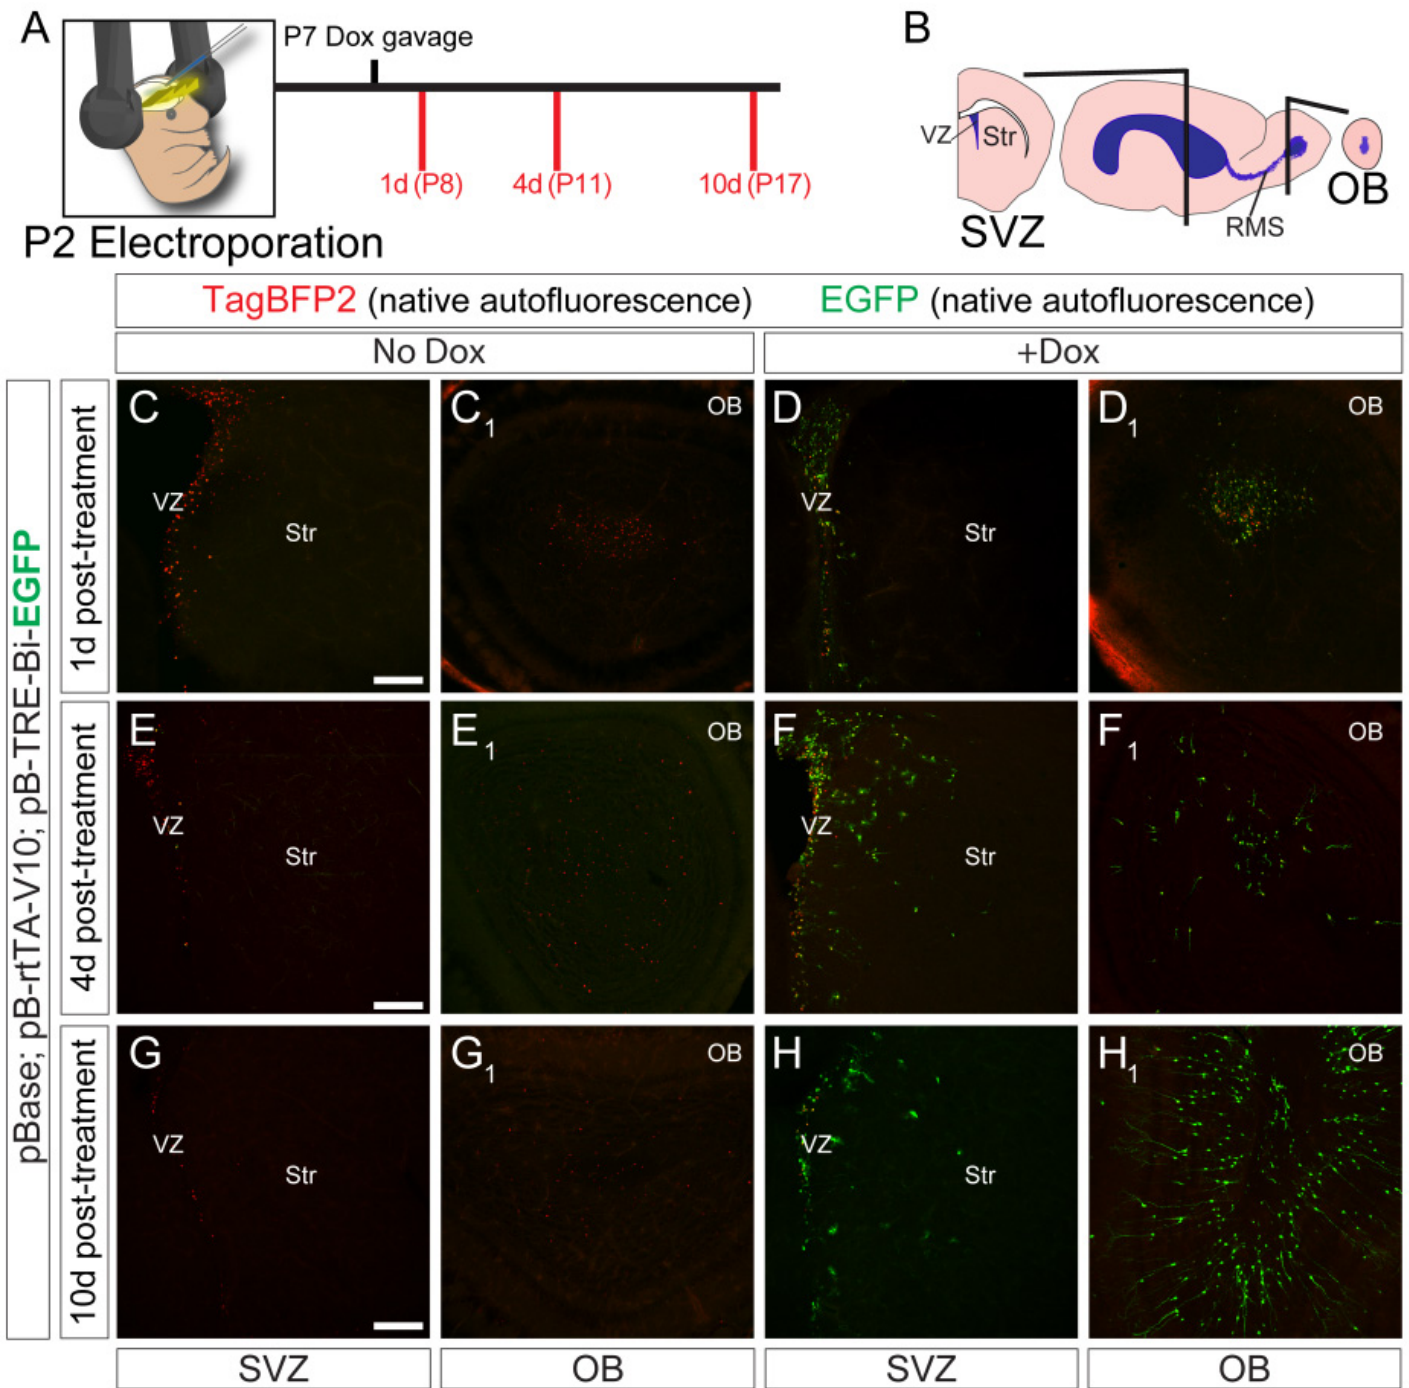 A
P7 Dox gavage
1d (P8)
4d (P11)
10d (P17)
P2 Electroporation
B
VZ
Str
SVZ
RMS
OB
TagBFP2 (native autofluorescence)
EGFP (native autofluorescence)
No Dox
+Dox
pBase; pB-rtTA-V10; pB-TRE-Bi-EGFP
1d post-treatment
C
VZ
Str
C1
OB
D
VZ
Str
D1
OB
4d post-treatment
E
VZ
Str
E1
OB
F
VZ
Str
F1
OB
10d post-treatment
G
VZ
Str
G1
OB
H
VZ
Str
H1
OB
SVZ
OB
SVZ
OB